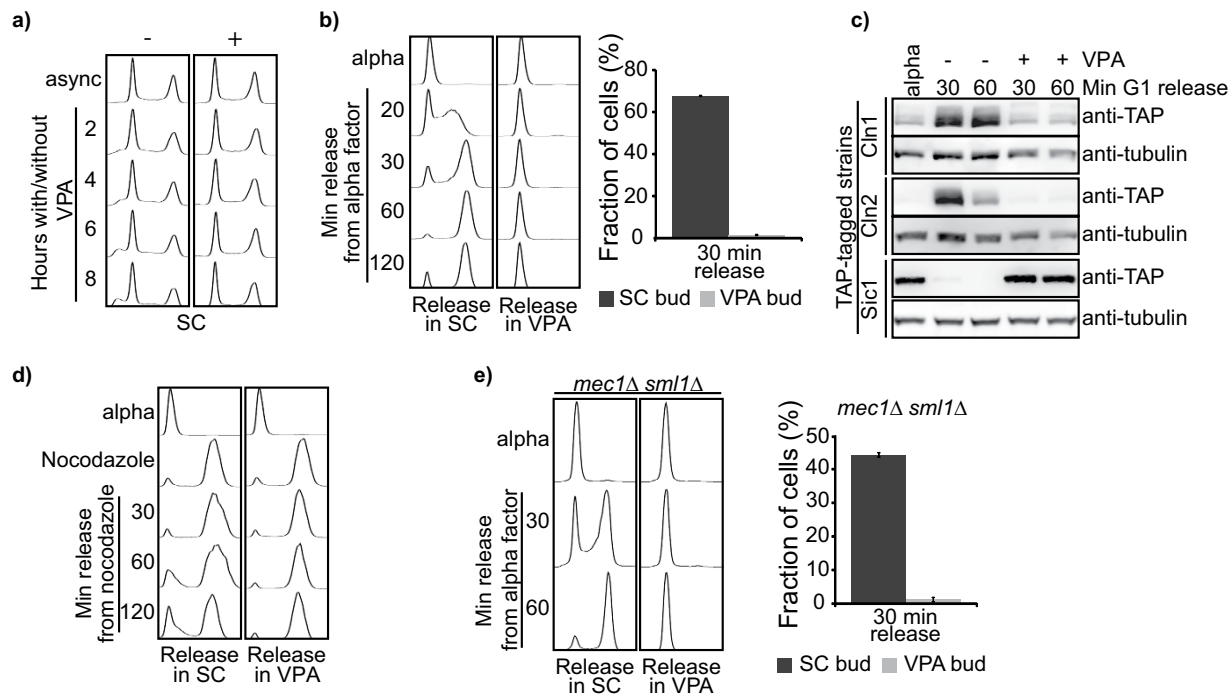 a)
- +
async
2
4
6
8
Hours with/without
VPA
SC
b)
alpha
20
30
60
120
Min release
from alpha factor
Release
in SC
Release
in VPA
Fraction of cells (%)
80
60
40
20
0
30 min
release
SC bud VPA bud
c)
alpha - - + + VPA
30 60 30 60 Min G1 release
TAP-tagged strains
Cln1
anti-TAP
anti-tubulin
Cln2
anti-TAP
anti-tubulin
Sic1
anti-TAP
anti-tubulin
d)
alpha
Nocodazole
30
60
120
Min release
from nocodazole
Release
in SC
Release
in VPA
e)
mec1Δ sml1Δ
alpha
30
60
Min release
from alpha factor
Release
in SC
Release
in VPA
mec1Δ sml1Δ
Fraction of cells (%)
50
40
30
20
10
0
30 min
release
SC bud VPA bud